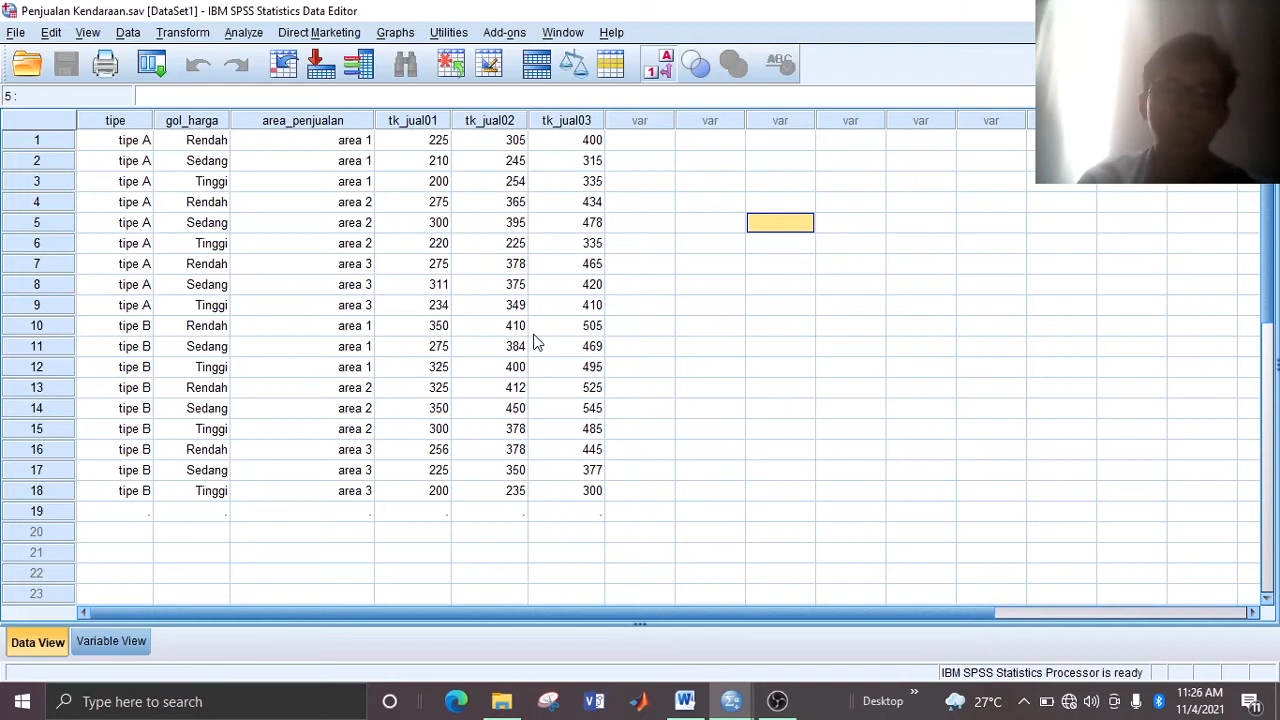 Penjualan Kendaraan.sav [DataSet1] - IBM SPSS Statistics Data Editor
File Edit View Data Transform Analyze Direct Marketing Graphs Utilities Add-ons Window Help
5 :
tipe gol_harga area_penjualan tk_jual01 tk_jual02 tk_jual03 var var var var var var
1 tipe A Rendah area 1 225 305 400
2 tipe A Sedang area 1 210 245 315
3 tipe A Tinggi area 1 200 254 335
4 tipe A Rendah area 2 275 365 434
5 tipe A Sedang area 2 300 395 478
6 tipe A Tinggi area 2 220 225 335
7 tipe A Rendah area 3 275 378 465
8 tipe A Sedang area 3 311 375 420
9 tipe A Tinggi area 3 234 349 410
10 tipe B Rendah area 1 350 410 505
11 tipe B Sedang area 1 275 384 469
12 tipe B Tinggi area 1 325 400 495
13 tipe B Rendah area 2 325 412 525
14 tipe B Sedang area 2 350 450 545
15 tipe B Tinggi area 2 300 378 485
16 tipe B Rendah area 3 256 378 445
17 tipe B Sedang area 3 225 350 377
18 tipe B Tinggi area 3 200 235 300
19 . . . . . .
20
21
22
23
Data View Variable View
IBM SPSS Statistics Processor is ready
Type here to search Desktop 27°C 11:26 AM
11/4/2021